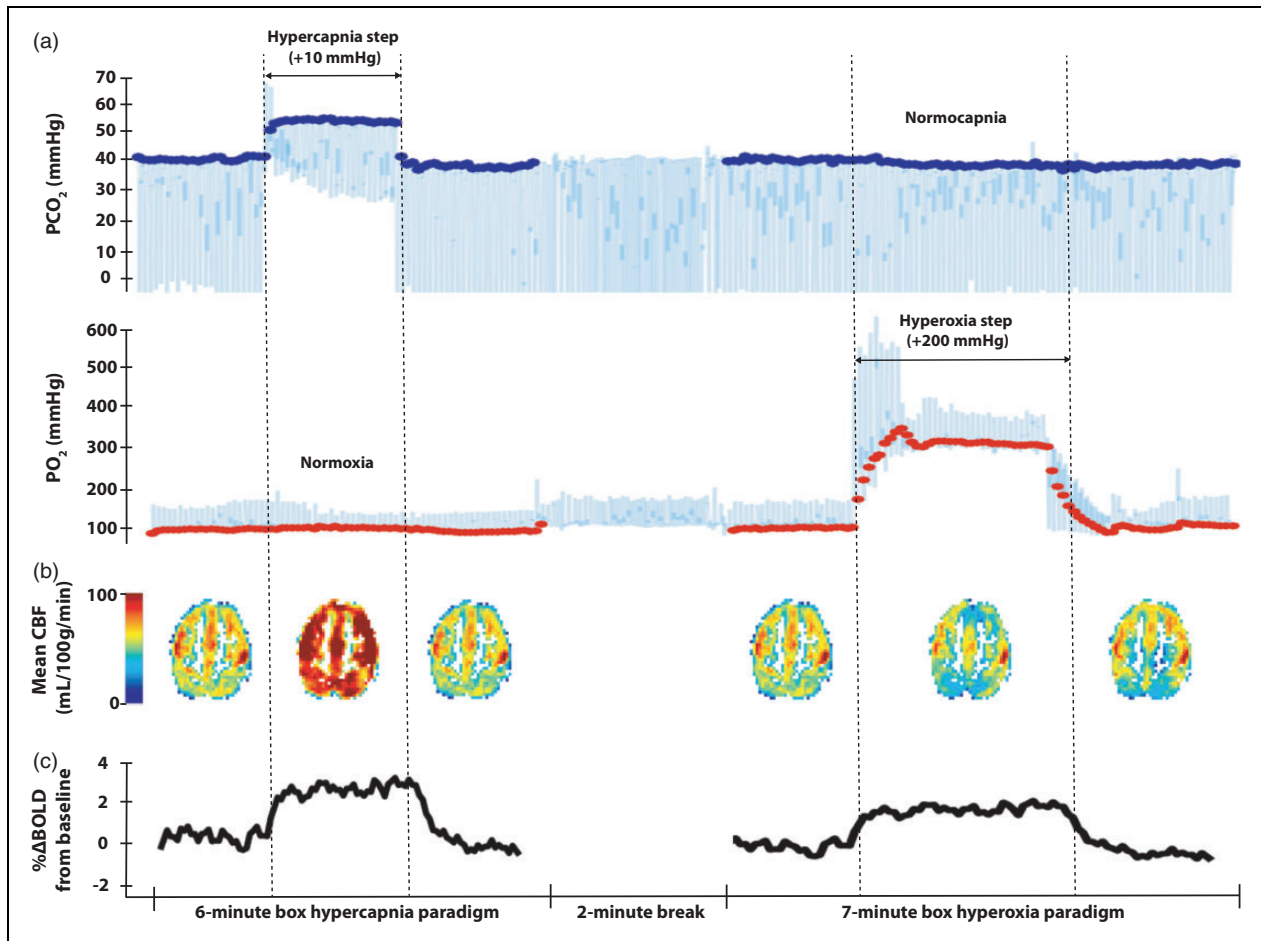 (a)
Hypercapnia step
(+10 mmHg)
70
60
50
40
30
20
10
0
PCO₂ (mmHg)
Normocapnia
600
500
400
300
200
100
PO₂ (mmHg)
Hyperoxia step
(+200 mmHg)
Normoxia
(b)
100
0
Mean CBF
(mL/100g/min)
(c)
4
2
0
-2
%ΔBOLD
from baseline
6-minute box hypercapnia paradigm
2-minute break
7-minute box hyperoxia paradigm